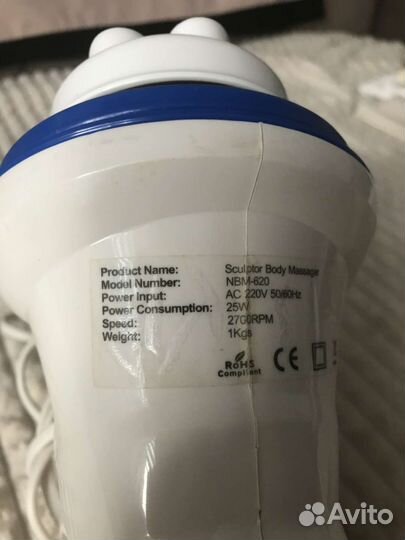 Product Name: Sculptor Body Massager
Model Number: NBM-620
Power Input: AC 220V 50/60Hz
Power Consumption: 25W
Speed: 2700RPM
Weight: 1Kgs
RoHS
Compliant
CE
!
Avito